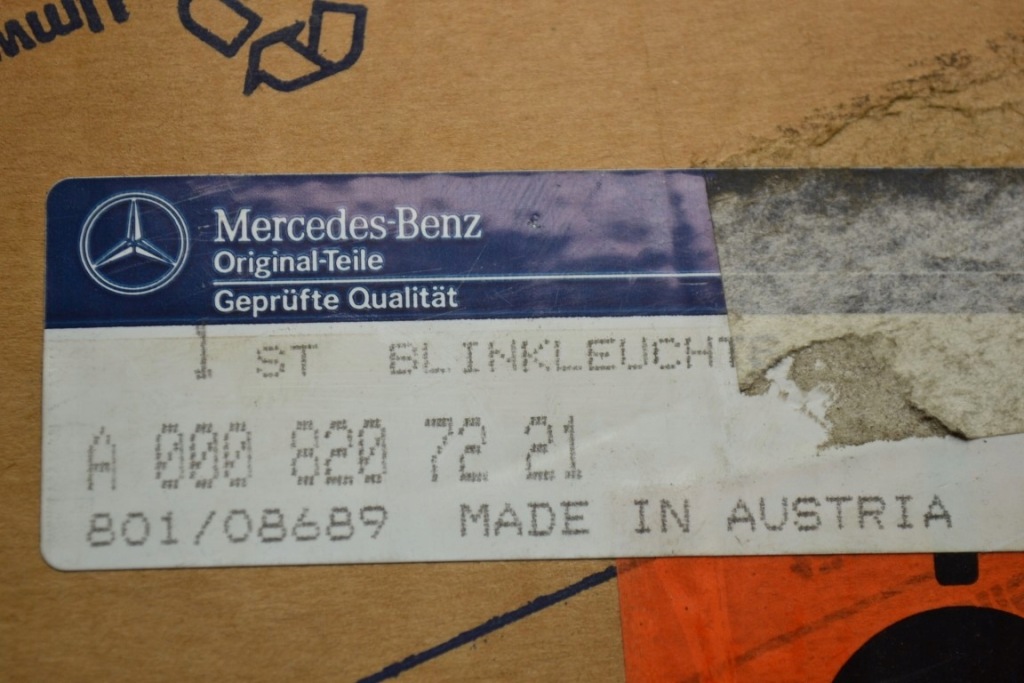 Mercedes-Benz
Original-Teile
Geprüfte Qualität
1 ST BLINKLEUCHT
A 000 820 72 21
801/08689 MADE IN AUSTRIA